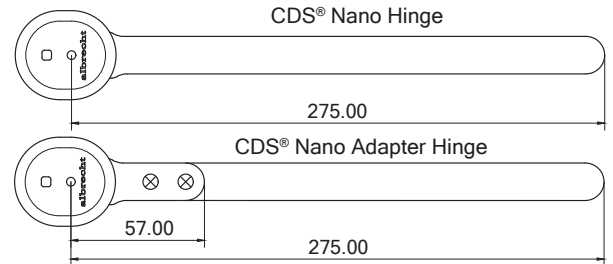 CDS® Nano Hinge
albrecht
275.00
CDS® Nano Adapter Hinge
albrecht
57.00
275.00